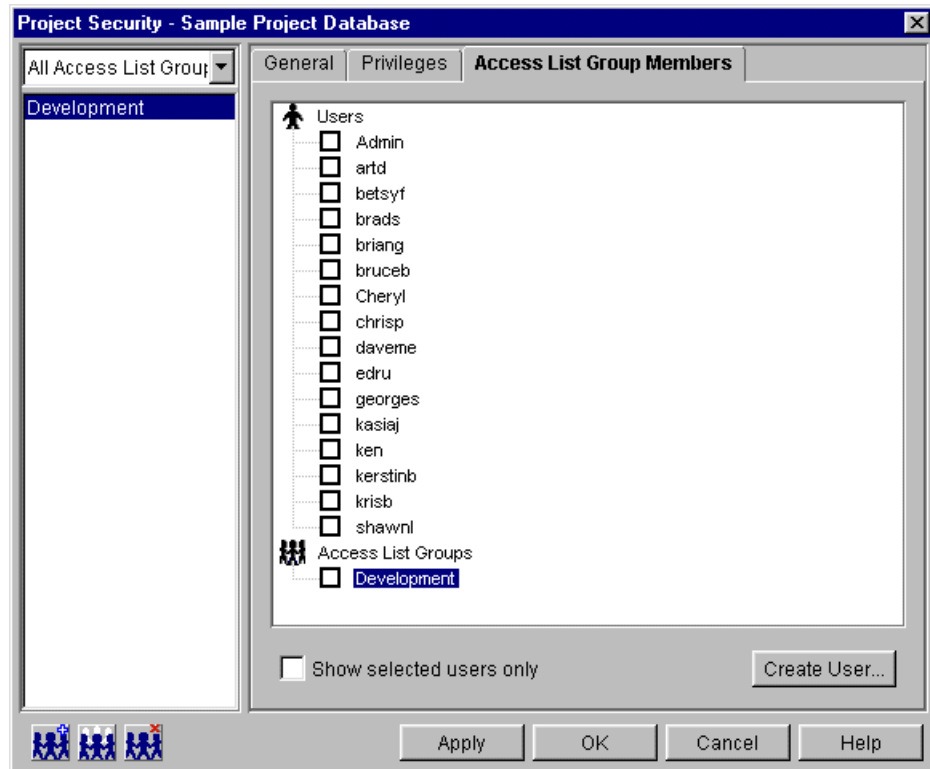 Project Security - Sample Project Database
All Access List Group
Development
General
Privileges
Access List Group Members
Users
Admin
artd
betsyf
brads
briang
bruceb
Cheryl
chrisp
daveme
edru
georges
kasiaj
ken
kerstinb
krisb
shawnl
Access List Groups
Development
Show selected users only
Create User...
Apply
OK
Cancel
Help